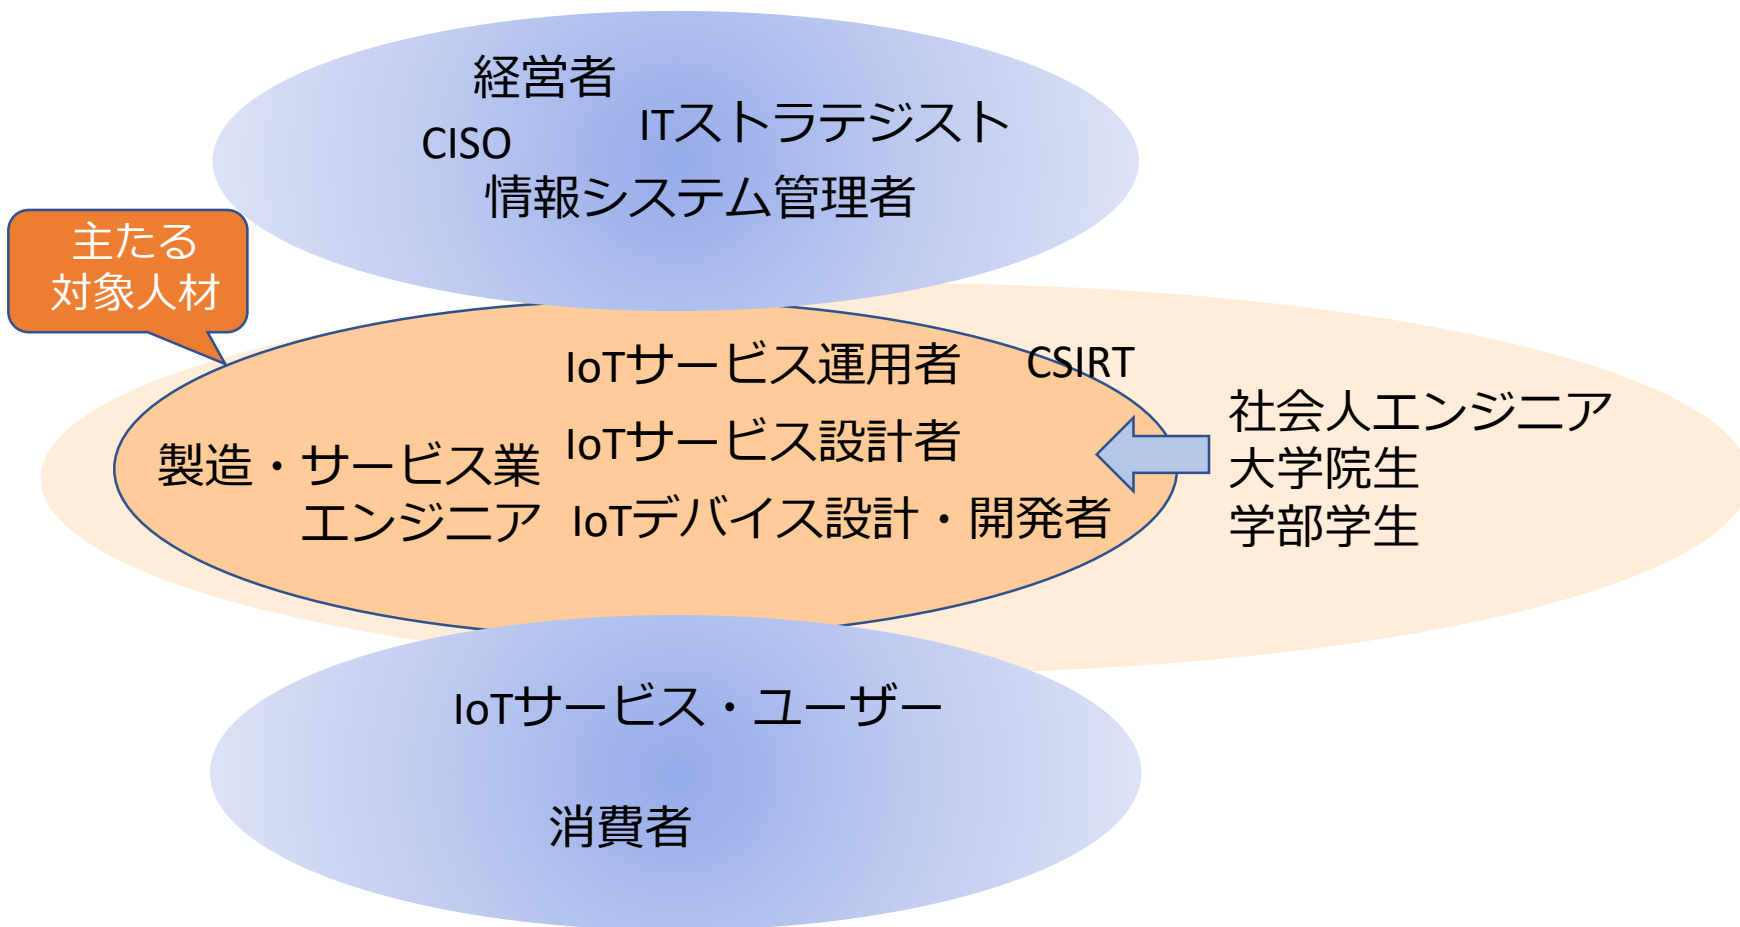 経営者
ITストラテジスト
CISO
情報システム管理者
主たる
対象人材
IoTサービス運用者
CSIRT
IoTサービス設計者
製造・サービス業
エンジニア
IoTデバイス設計・開発者
社会人エンジニア
大学院生
学部学生
IoTサービス・ユーザー
消費者